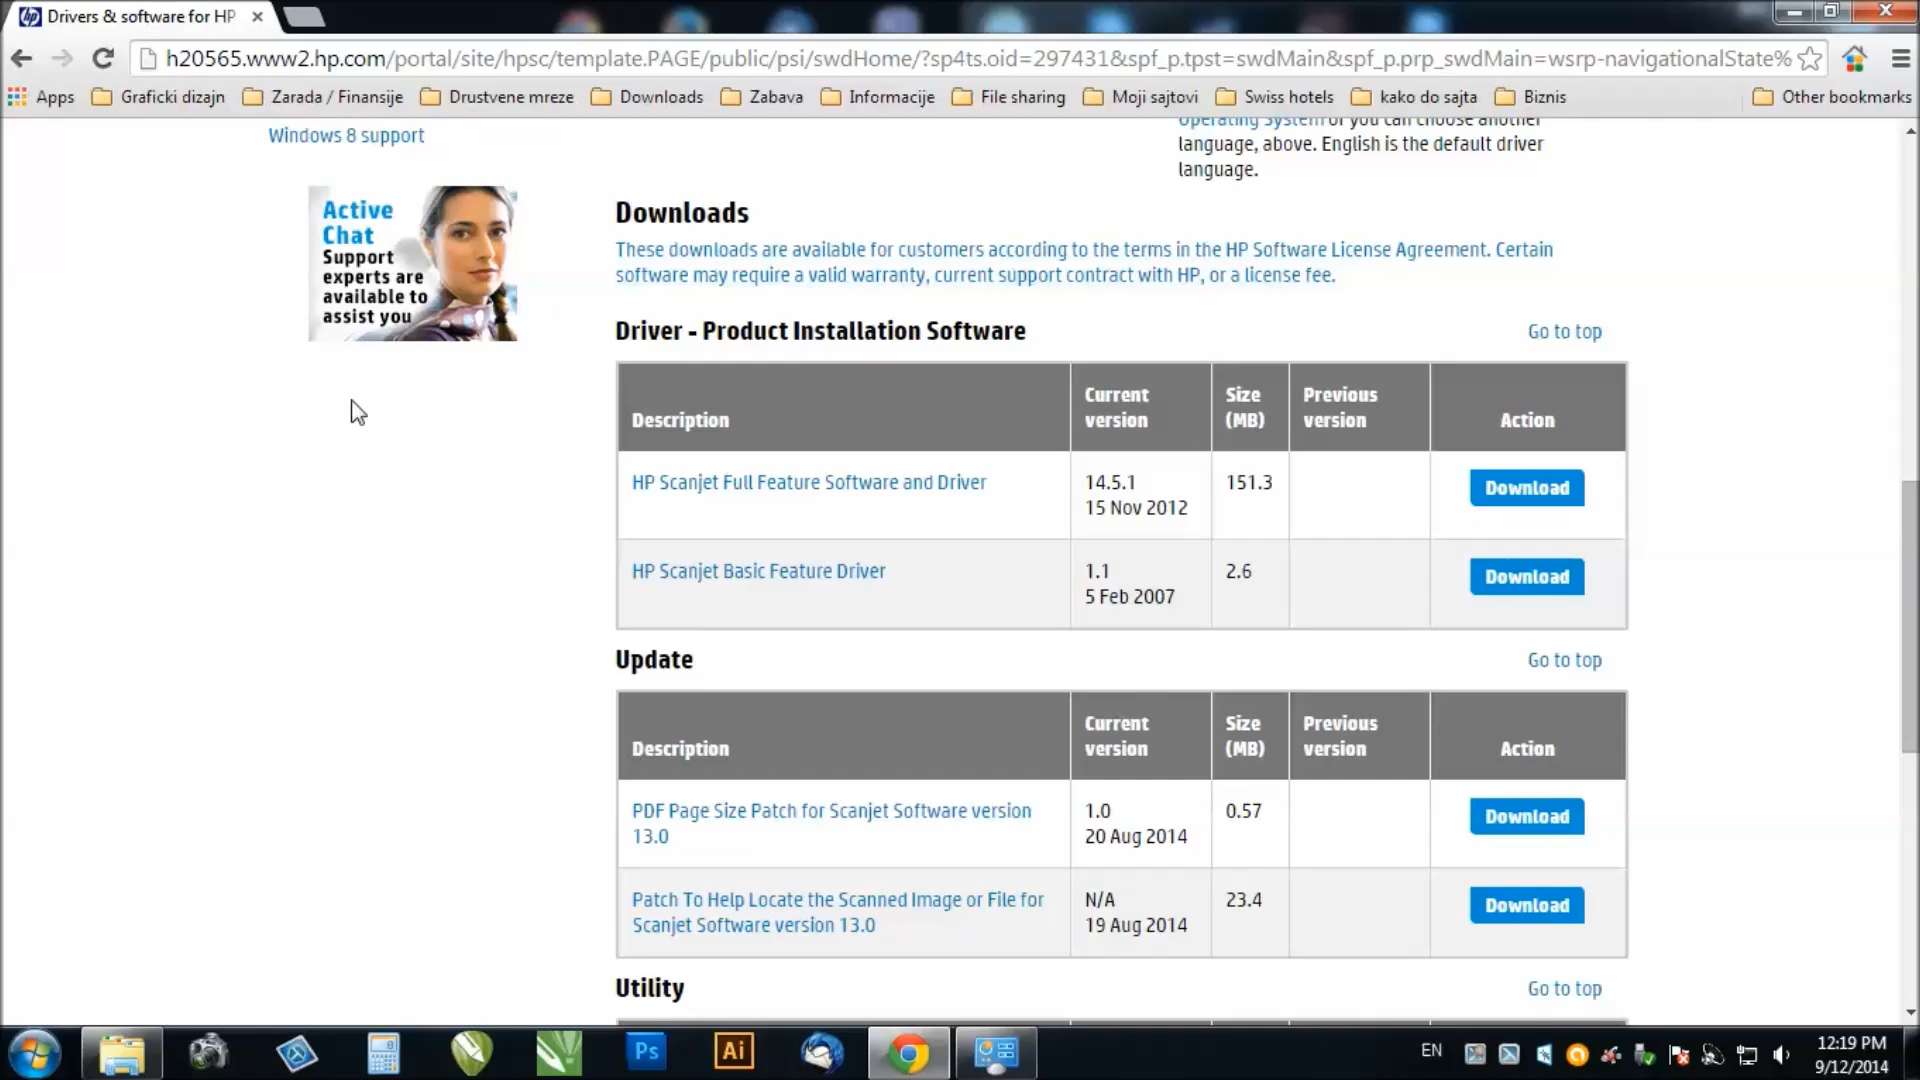 Drivers & software for HP
h20565.www2.hp.com/portal/site/hpsc/template.PAGE/public/psi/swdHome/?sp4ts.oid=297431&spf_p.tpst=swdMain&spf_p.prp_swdMain=wsrp-navigationalState%
Apps Graficki dizajn Zarada / Finansije Drustvene mreze Downloads Zabava Informacije File sharing Moji sajtovi Swiss hotels kako do sajta Biznis Other bookmarks
Windows 8 support
Operating System or you can choose another
language, above. English is the default driver
language.
Active
Chat
Support
experts are
available to
assist you
Downloads
These downloads are available for customers according to the terms in the HP Software License Agreement. Certain
software may require a valid warranty, current support contract with HP, or a license fee.
Driver - Product Installation Software Go to top
Description Current version Size (MB) Previous version Action
HP Scanjet Full Feature Software and Driver 14.5.1 151.3 Download
15 Nov 2012
HP Scanjet Basic Feature Driver 1.1 2.6 Download
5 Feb 2007
Update Go to top
Description Current version Size (MB) Previous version Action
PDF Page Size Patch for Scanjet Software version 1.0 0.57 Download
13.0 20 Aug 2014
Patch To Help Locate the Scanned Image or File for N/A 23.4 Download
Scanjet Software version 13.0 19 Aug 2014
Utility Go to top
Ps Ai EN 12:19 PM
9/12/2014